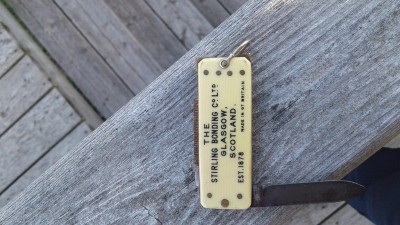 THE
STIRLING BONDING Co LTD
GLASGOW,
SCOTLAND.
EST. 1878
MADE IN GT BRITAIN